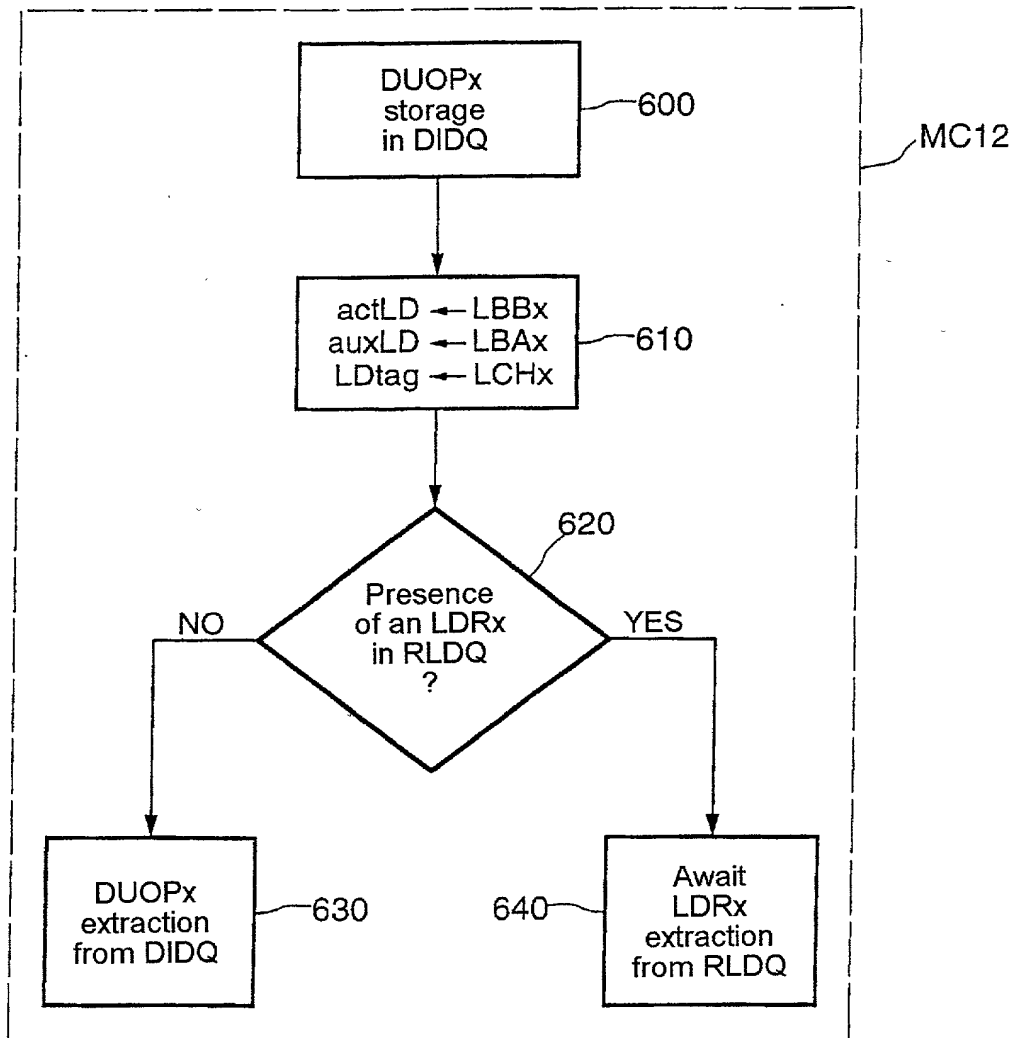 DUOPx
storage
in DIDQ
600
MC12
actLD ← LBBx
auxLD ← LBAx
LDtag ← LCHx
610
620
Presence
of an LDRx
in RLDQ
?
NO
YES
DUOPx
extraction
from DIDQ
630
640
Await
LDRx
extraction
from RLDQ